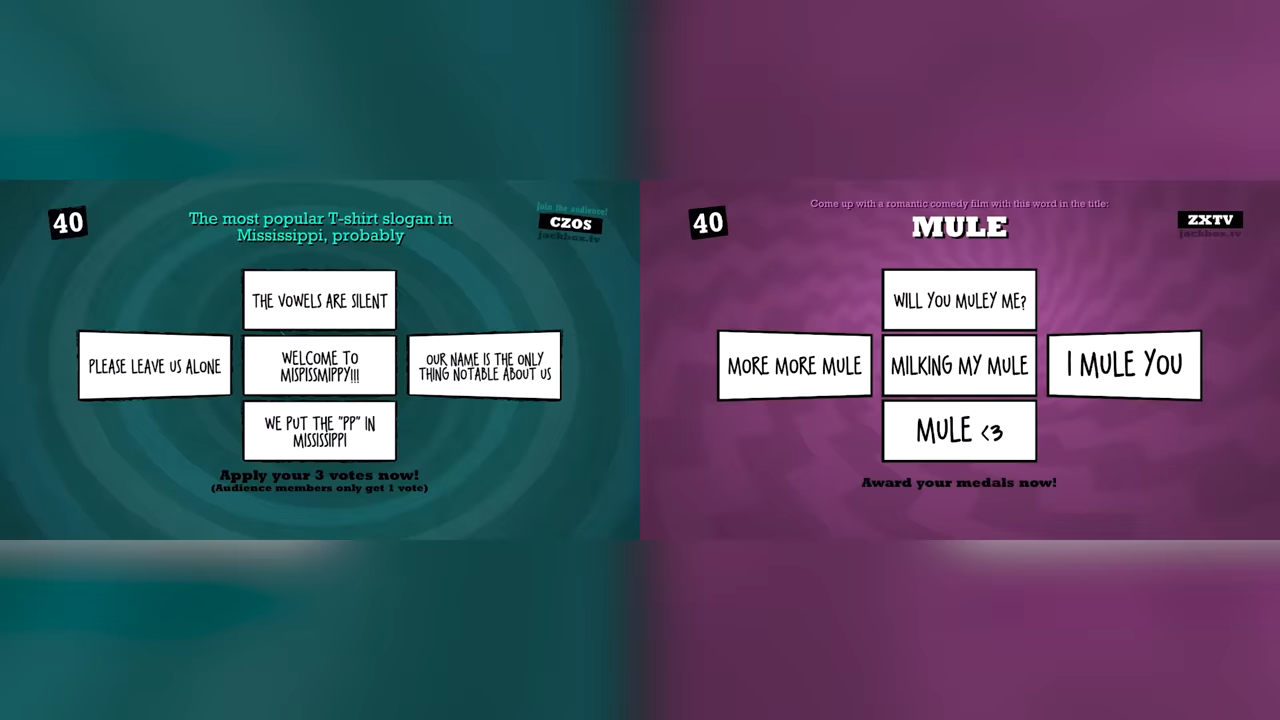 40
The most popular T-shirt slogan in
Mississippi, probably
join the audience!
CZOS
jackbox.tv
THE VOWELS ARE SILENT
PLEASE LEAVE US ALONE
WELCOME TO
MISPISSMIPPY!!!
OUR NAME IS THE ONLY
THING NOTABLE ABOUT US
WE PUT THE "PP" IN
MISSISSIPPI
Apply your 3 votes now!
(Audience members only get 1 vote)
40
Come up with a romantic comedy film with this word in the title:
MULE
ZXTV
jackbox.tv
WILL YOU MULEY ME?
MORE MORE MULE
MILKING MY MULE
I MULE YOU
MULE <3
Award your medals now!